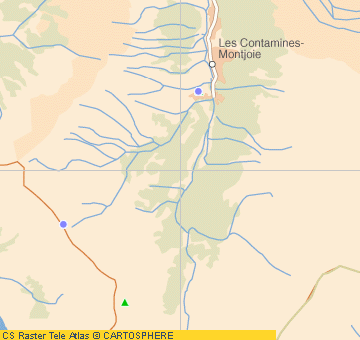 Les Contamines-
Montjoie
CS Raster Tele Atlas © CARTOSPHERE